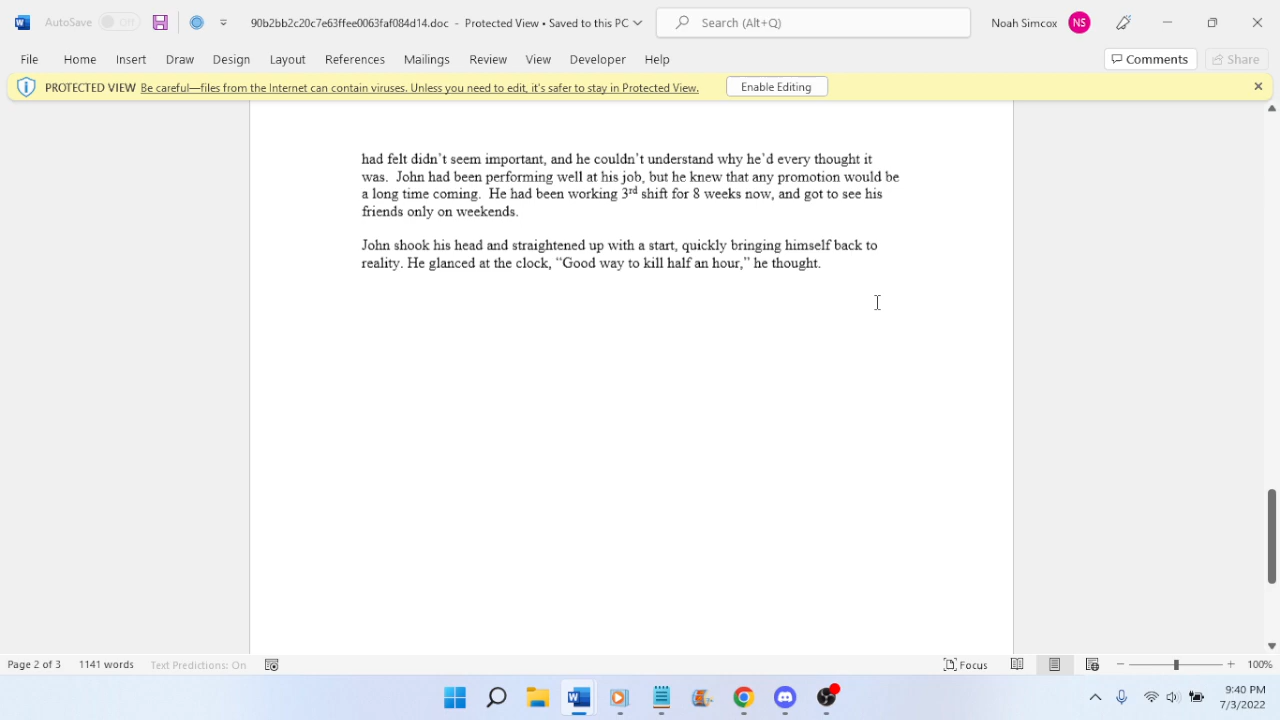 AutoSave Off
90b2bb2c20c7e63ffee0063faf084d14.doc - Protected View • Saved to this PC
Search (Alt+Q)
Noah Simcox NS
File Home Insert Draw Design Layout References Mailings Review View Developer Help Comments Share
PROTECTED VIEW Be careful—files from the Internet can contain viruses. Unless you need to edit, it's safer to stay in Protected View. Enable Editing
had felt didn't seem important, and he couldn't understand why he'd every thought it
was. John had been performing well at his job, but he knew that any promotion would be
a long time coming. He had been working 3rd shift for 8 weeks now, and got to see his
friends only on weekends.
John shook his head and straightened up with a start, quickly bringing himself back to
reality. He glanced at the clock, “Good way to kill half an hour,” he thought.
Page 2 of 3 1141 words Text Predictions: On Focus 100%
9:40 PM
7/3/2022